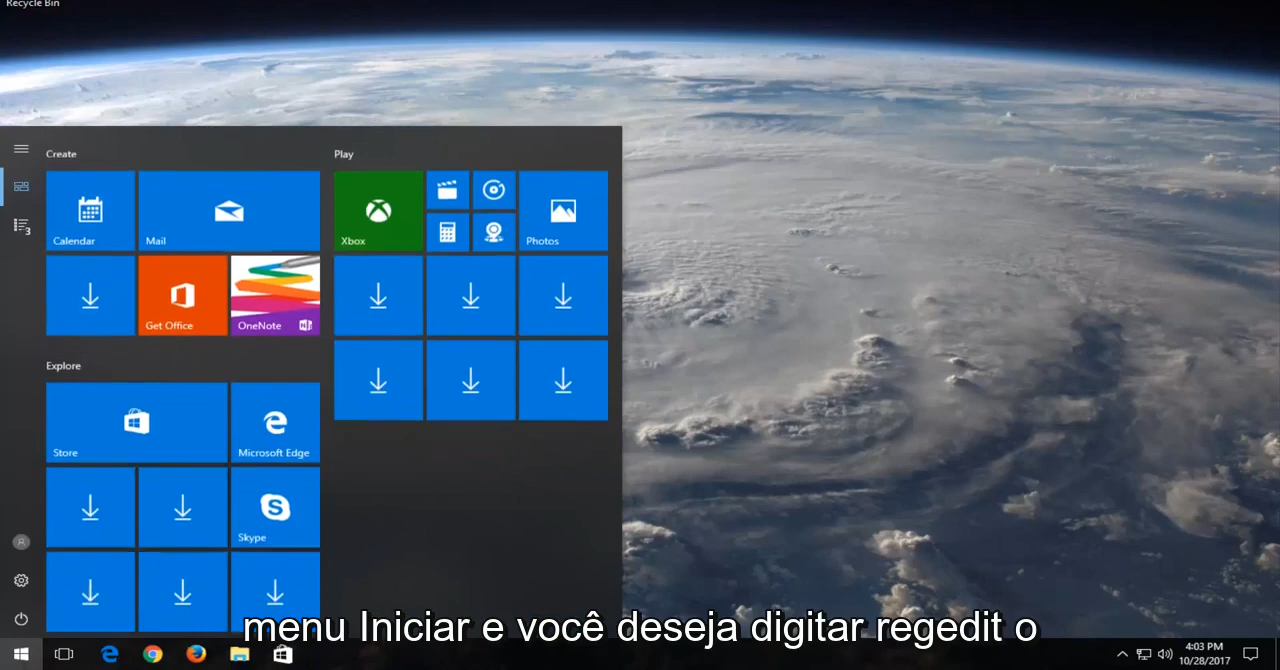 Recycle Bin
Create
Play
Calendar
Mail
Xbox
Photos
Get Office
OneNote
Explore
Store
Microsoft Edge
Skype
3
menu Iniciar e você deseja digitar regedit o
4:03 PM
10/28/2017